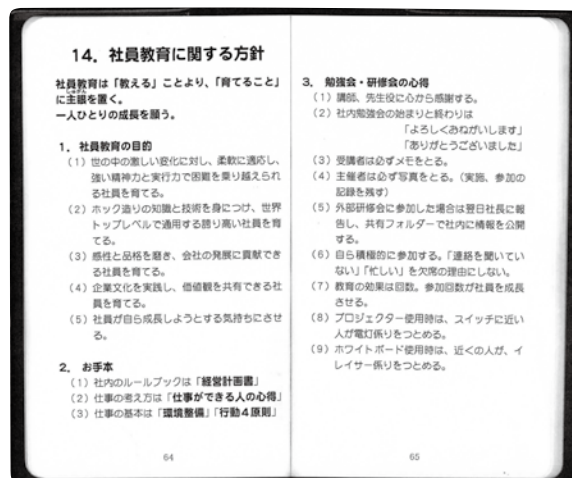 14. 社員教育に関する方針
社員教育は「教える」ことより、「育てること」
しゅがん
に主眼を置く。
一人ひとりの成長を願う。
1. 社員教育の目的
(1) 世の中の激しい変化に対し、柔軟に適応し、
強い精神力と実行力で困難を乗り越えられ
る社員を育てる。
(2) ホック造りの知識と技術を身につけ、世界
トップレベルで通用する誇り高い社員を育
てる。
(3) 感性と品格を磨き、会社の発展に貢献でき
る社員を育てる。
(4) 企業文化を実践し、価値観を共有できる社
員を育てる。
(5) 社員が自ら成長しようとする気持ちにさせ
る。
2. お手本
(1) 社内のルールブックは「経営計画書」
(2) 仕事の考え方は「仕事ができる人の心得」
(3) 仕事の基本は「環境整備」「行動4原則」
64
3. 勉強会・研修会の心得
(1) 講師、先生役に心から感謝する。
(2) 社内勉強会の始まりと終わりは
「よろしくおねがいします」
「ありがとうございました」
(3) 受講者は必ずメモをとる。
(4) 主催者は必ず写真をとる。(実施、参加の
記録を残す)
(5) 外部研修会に参加した場合は翌日社長に報
告し、共有フォルダーで社内に情報を公開
する。
(6) 自ら積極的に参加する。「連絡を聞いてい
ない」「忙しい」を欠席の理由にしない。
(7) 教育の効果は回数。参加回数が社員を成長
させる。
(8) プロジェクター使用時は、スイッチに近い
人が電灯係りをつとめる。
(9) ホワイトボード使用時は、近くの人が、イ
レイサー係りをつとめる。
65